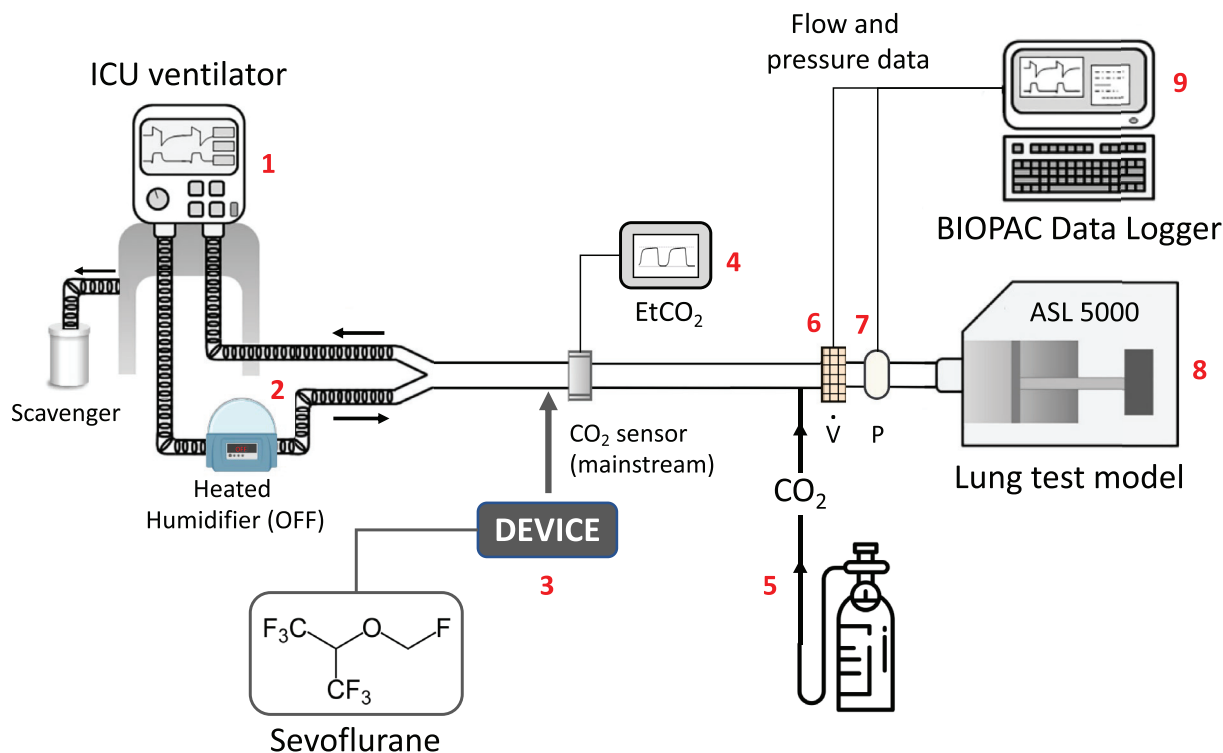 Flow and
pressure data
ICU ventilator
9
1
BIOPAC Data Logger
4
EtCO₂
6
7
ASL 5000
8
2
Scavenger
CO₂ sensor
(mainstream)
V̇
P
Lung test model
Heated
Humidifier (OFF)
CO₂
DEVICE
3
5
F₃C
O
F
CF₃
Sevoflurane